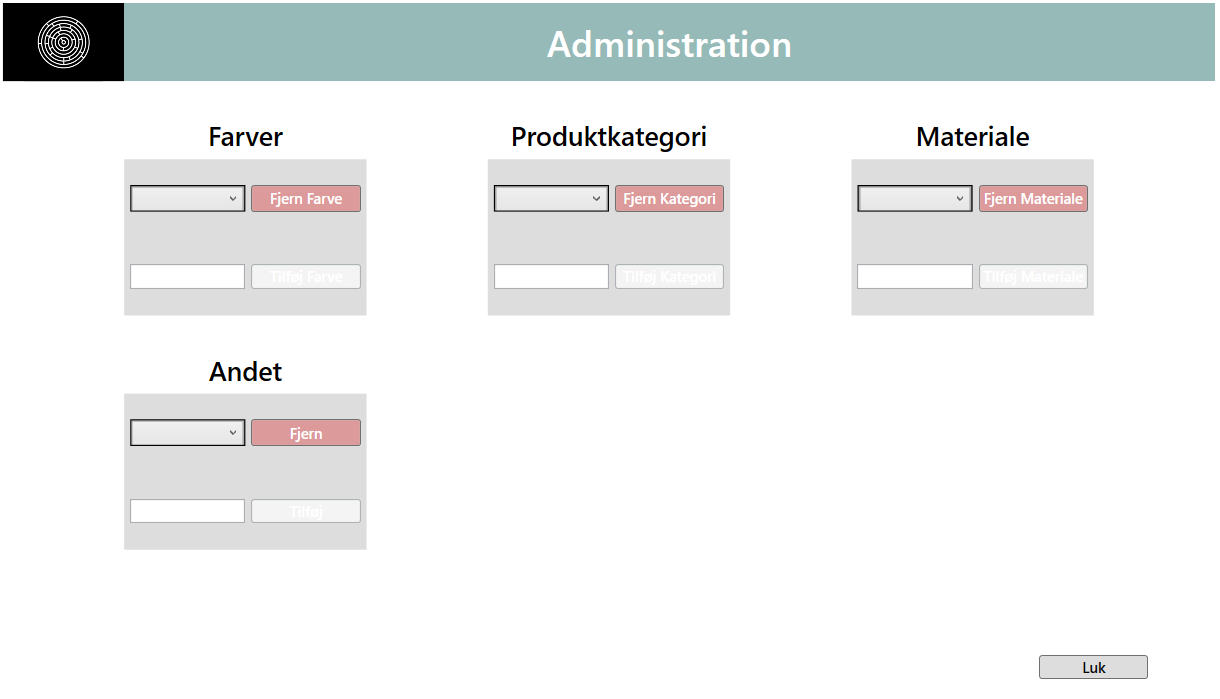 Administration
Farver
Produktkategori
Materiale
Fjern Farve
Fjern Kategori
Fjern Materiale
Tilføj Farve
Tilføj Kategori
Tilføj Materiale
Andet
Fjern
Tilføj
Luk